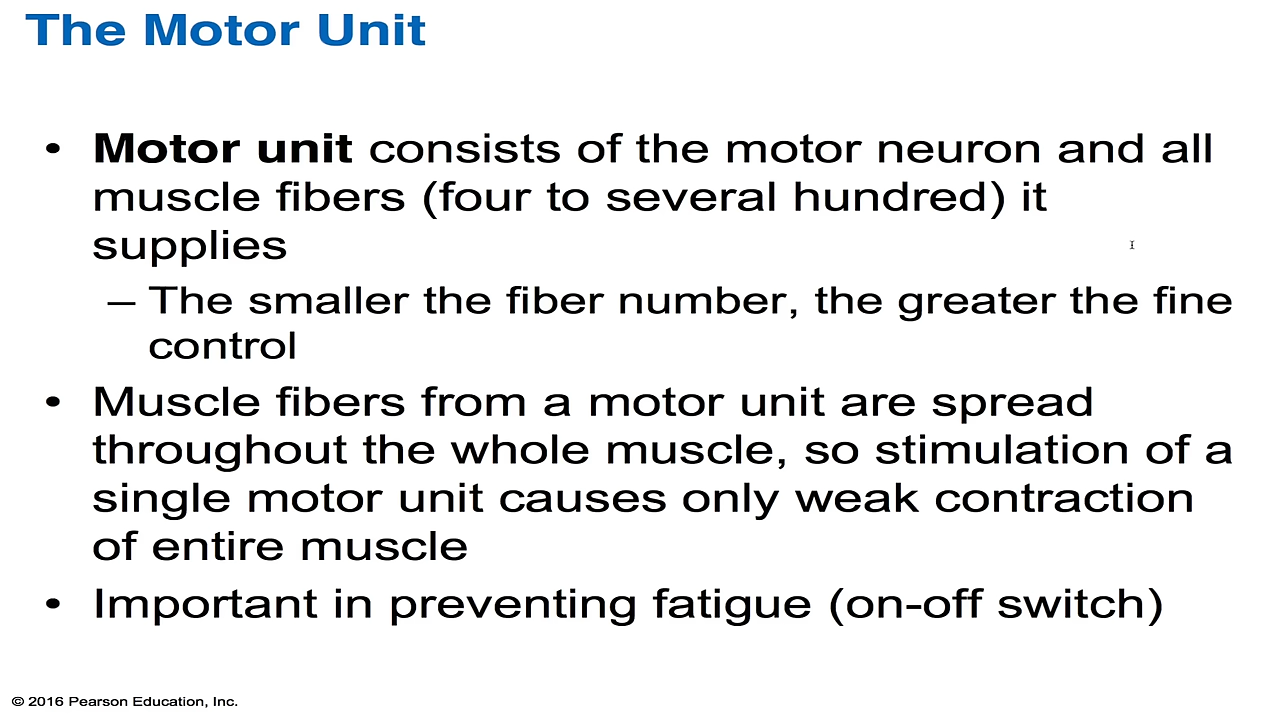 The Motor Unit
• Motor unit consists of the motor neuron and all
muscle fibers (four to several hundred) it
supplies
– The smaller the fiber number, the greater the fine
control
• Muscle fibers from a motor unit are spread
throughout the whole muscle, so stimulation of a
single motor unit causes only weak contraction
of entire muscle
• Important in preventing fatigue (on-off switch)
© 2016 Pearson Education, Inc.